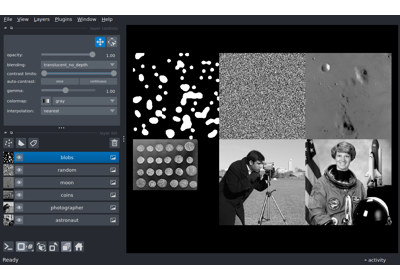 File View Layers Plugins Window Help
opacity: 1.00
blending: translucent_no_depth
contrast limits:
auto-contrast: once continuous
gamma: 1.00
colormap: gray
interpolation: nearest
blobs
random
moon
coins
photographer
astronaut
Ready activity